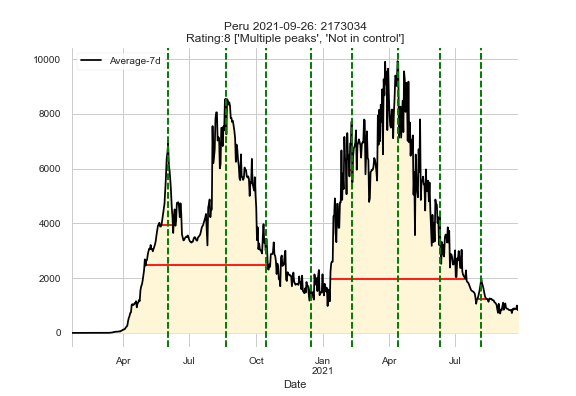 Peru 2021-09-26: 2173034
Rating:8 ['Multiple peaks', 'Not in control']
Average-7d
10000
8000
6000
4000
2000
0
Apr
Jul
Oct
Jan
2021
Apr
Jul
Date